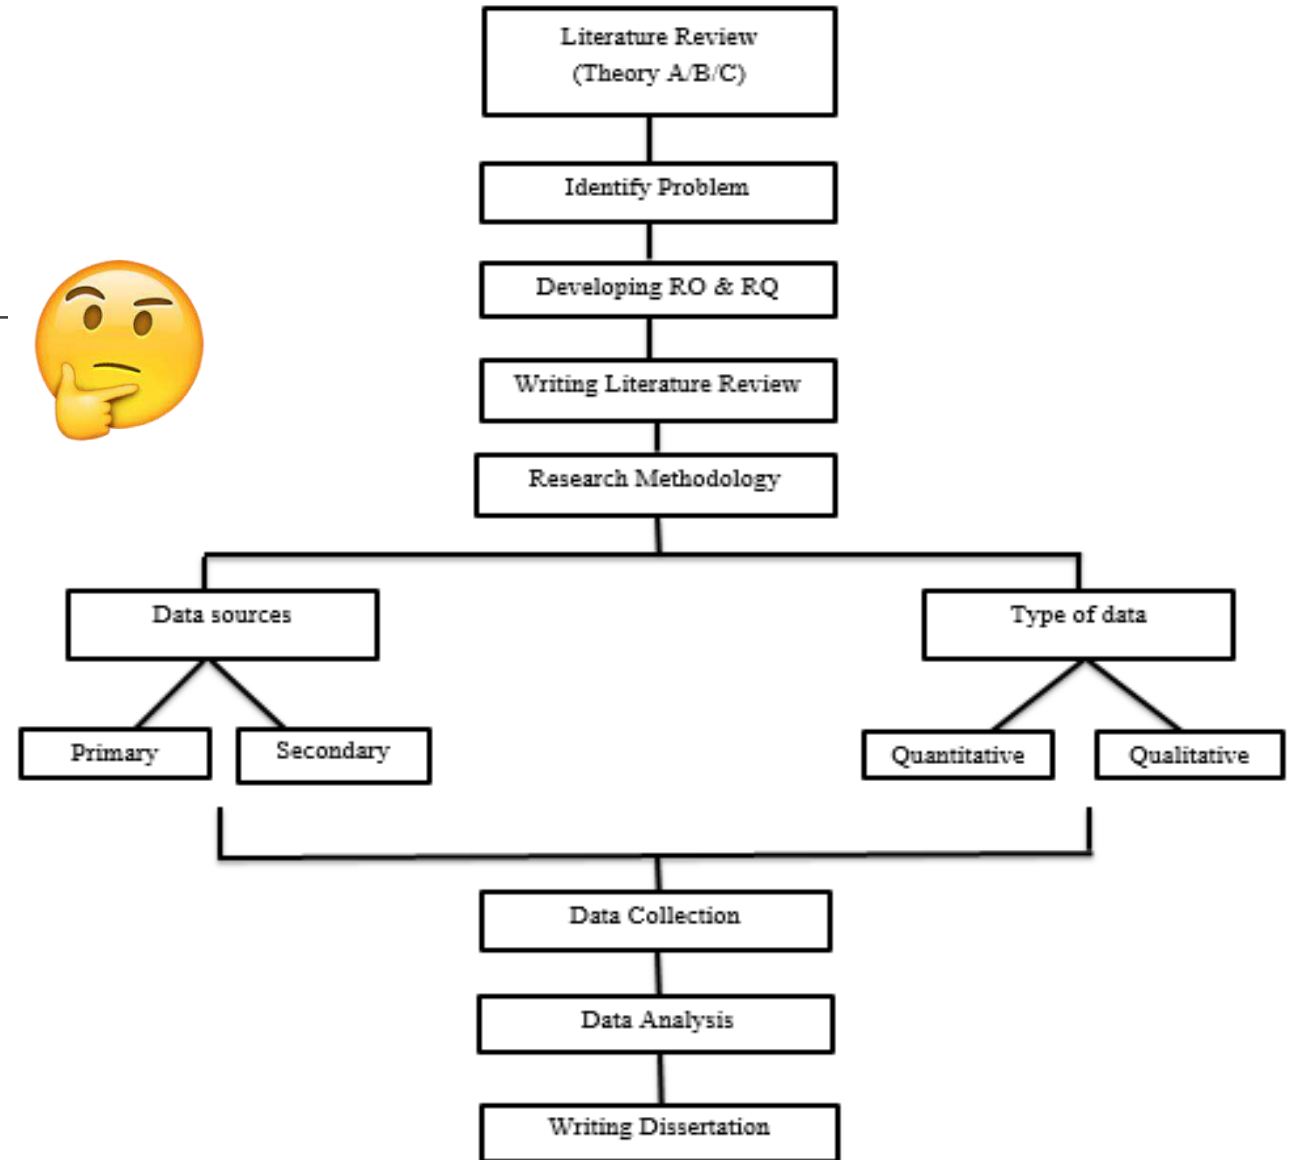 Literature Review
(Theory A/B/C)
Identify Problem
Developing RO & RQ
Writing Literature Review
Research Methodology
Data sources
Type of data
Primary
Secondary
Quantitative
Qualitative
Data Collection
Data Analysis
Writing Dissertation